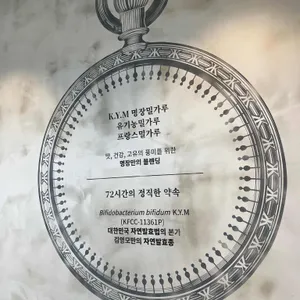 K.Y.M 명장밀가루
유기농밀가루
프랑스밀가루
맛, 건강, 고유의 풍미를 위한
명장만의 블렌딩
72시간의 정직한 약속
Bifidobacterium bifidum K.Y.M
(KFCC-11361P)
대한민국 자연발효법의 본가
김영모만의 자연발효종